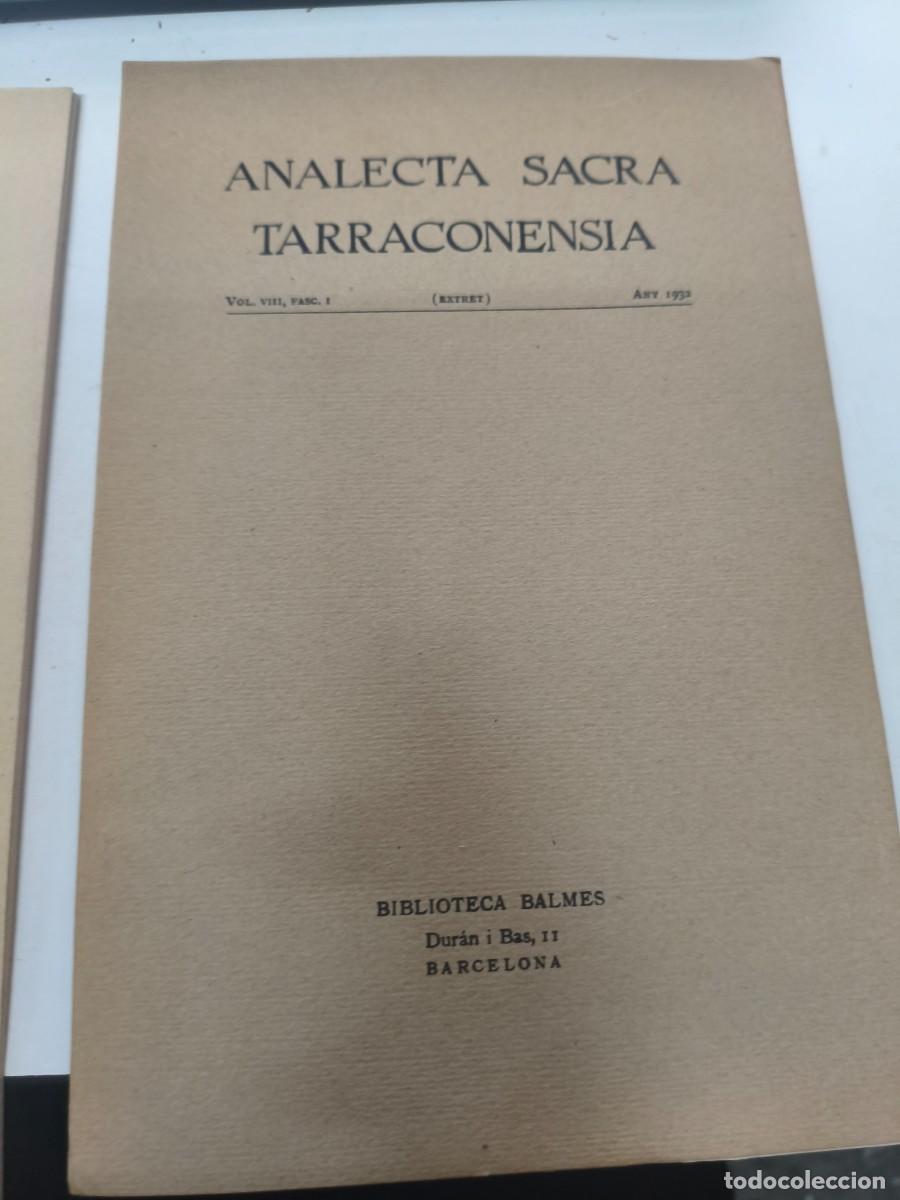 ANALECTA SACRA
TARRACONENSIA
VOL. VIII, FASC. I (EXTRET) ANY 1932
BIBLIOTECA BALMES
Durán i Bas, 11
BARCELONA
todocoleccion